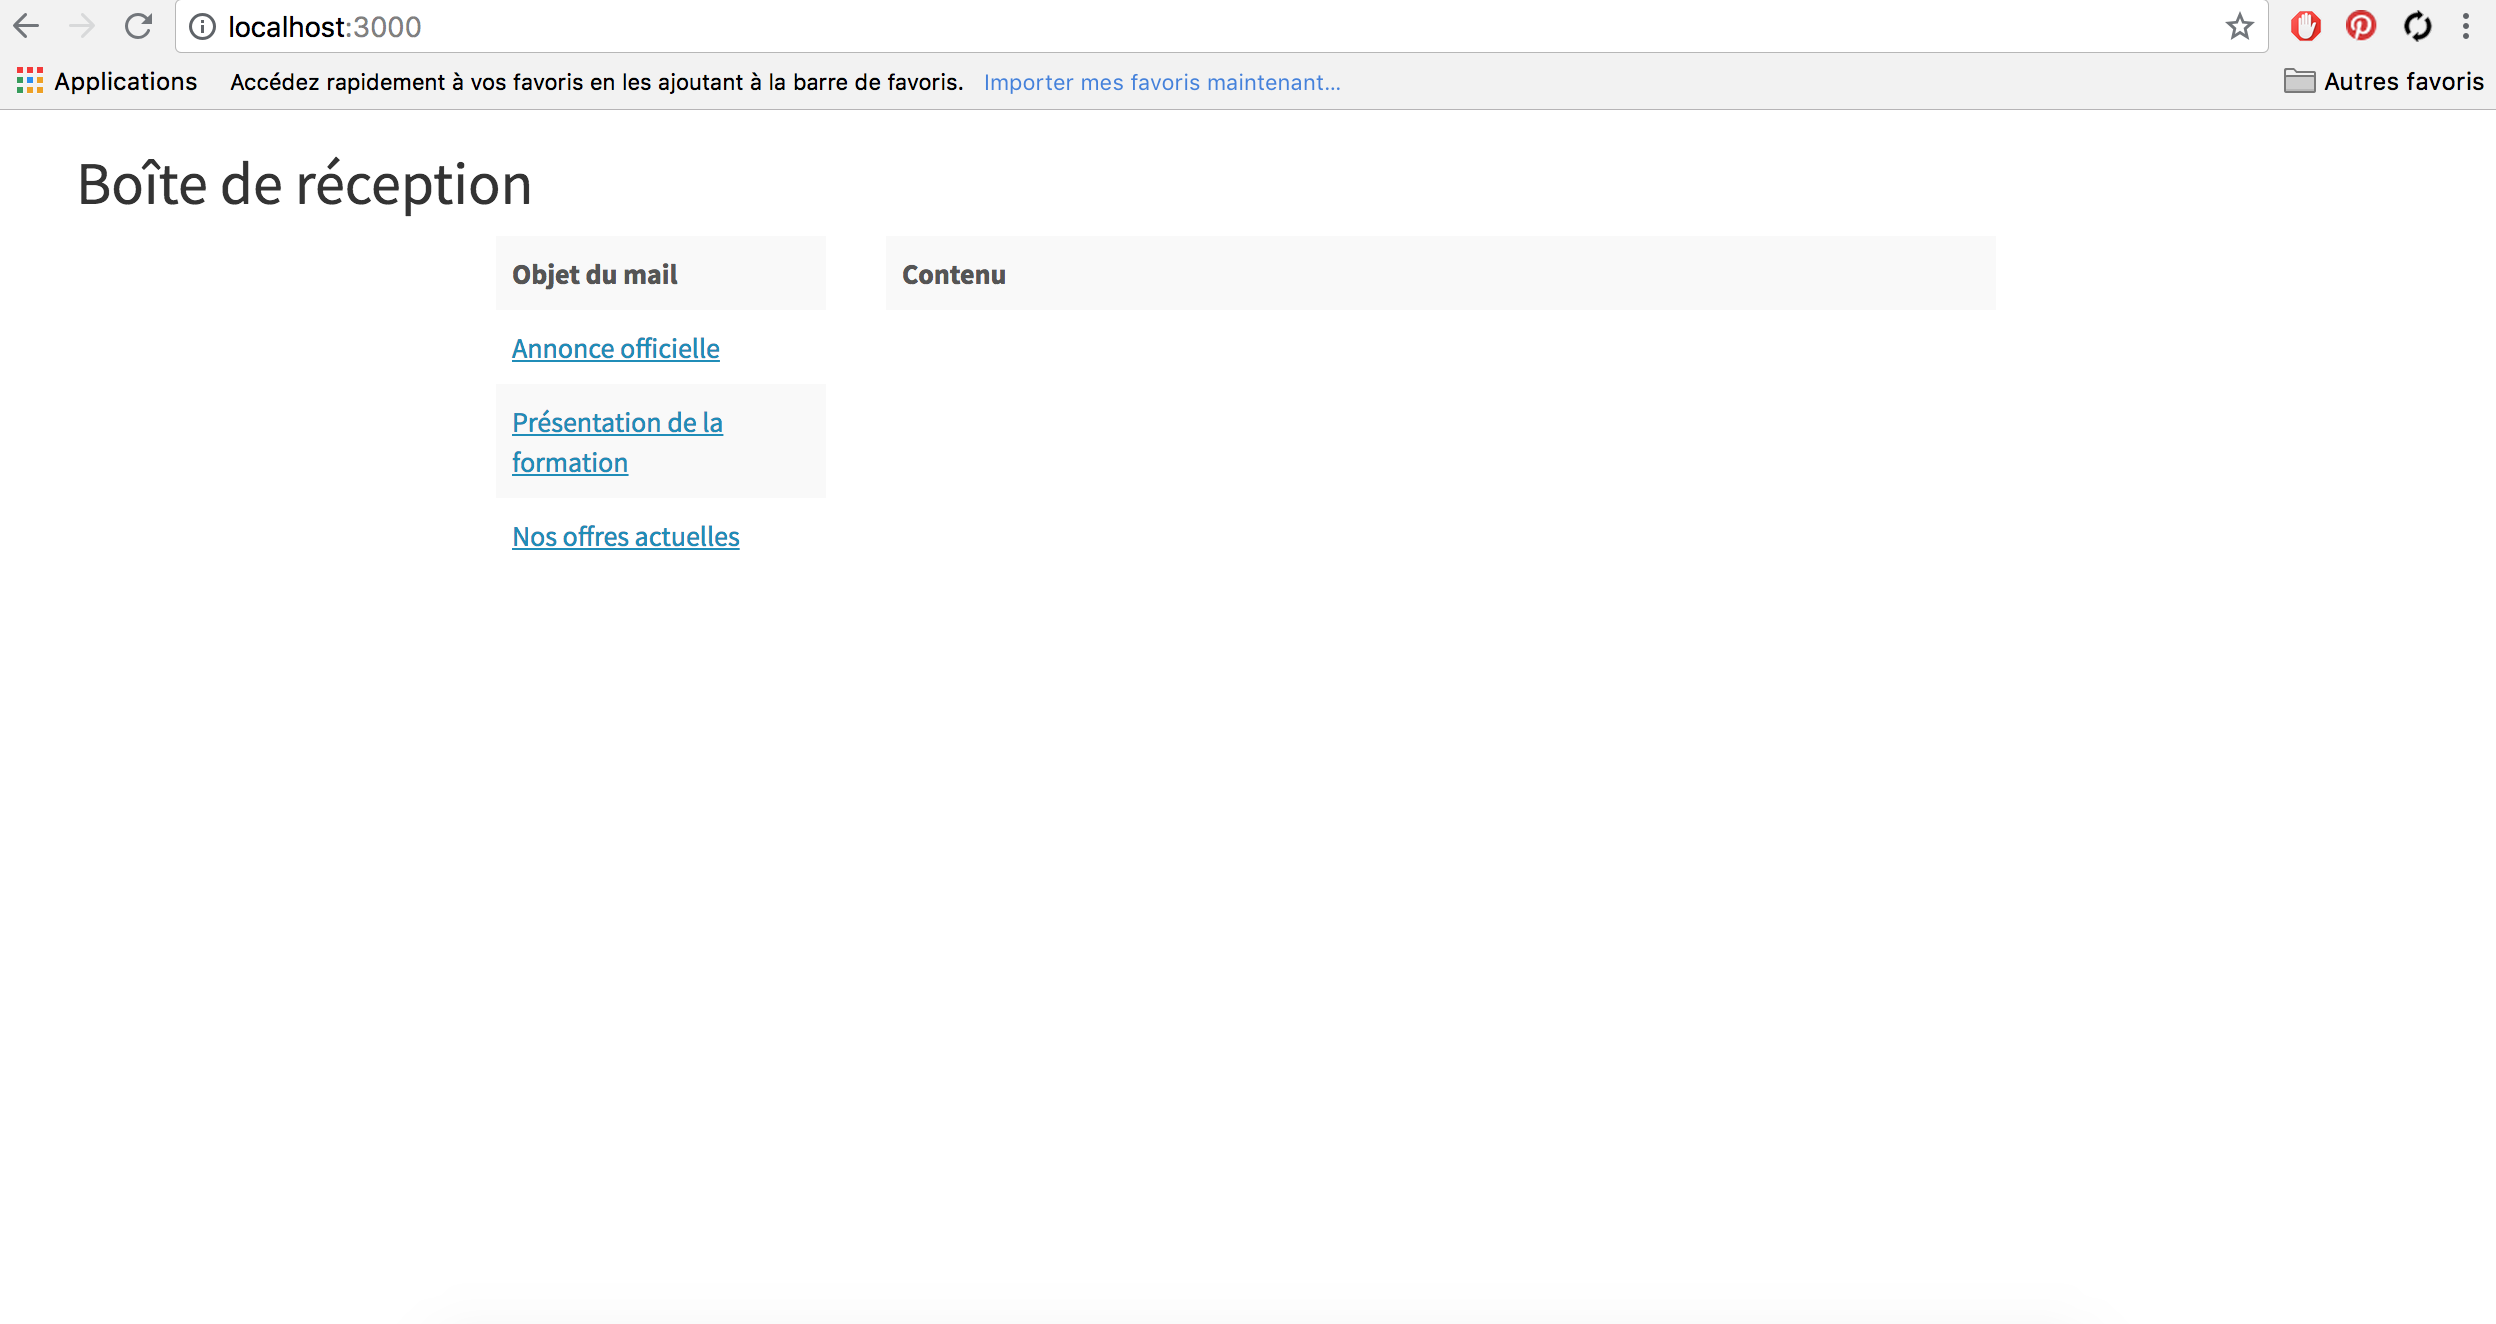 localhost:3000
Applications Accédez rapidement à vos favoris en les ajoutant à la barre de favoris. Importer mes favoris maintenant... Autres favoris
Boîte de réception
Objet du mail Contenu
Annonce officielle
Présentation de la
formation
Nos offres actuelles